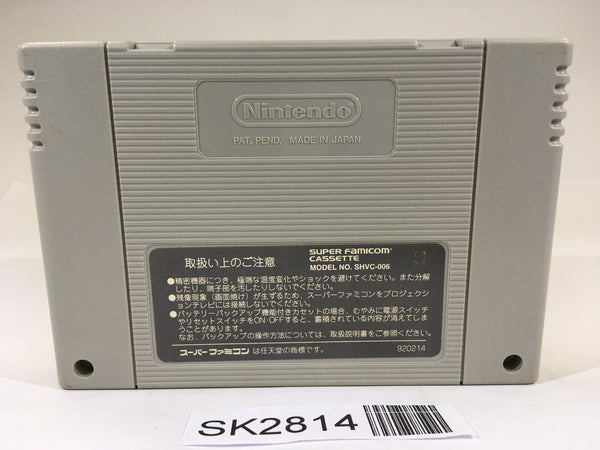 Nintendo
PAT. PEND. MADE IN JAPAN
取扱い上のご注意
SUPER FAMICOM
CASSETTE
MODEL NO. SHVC-006
●精密機器につき、極端な温度変化やショックを避けてください。また分解
したり、端子部を汚したりしないでください。
●残像現象(画面焼け)が生ずるため、スーパーファミコンをプロジェクショ
ンテレビには接続しないでください。
●バッテリーバックアップ機能付きカセットの場合、むやみに電源スイッチ
やリセットスイッチをON·OFFすると、蓄積されている内容が消えてしま
うことがあります。
なお、バックアップの操作方法については、取扱説明書をご参照ください。
スーパーファミコン は任天堂の商標です。
920214
SK2814